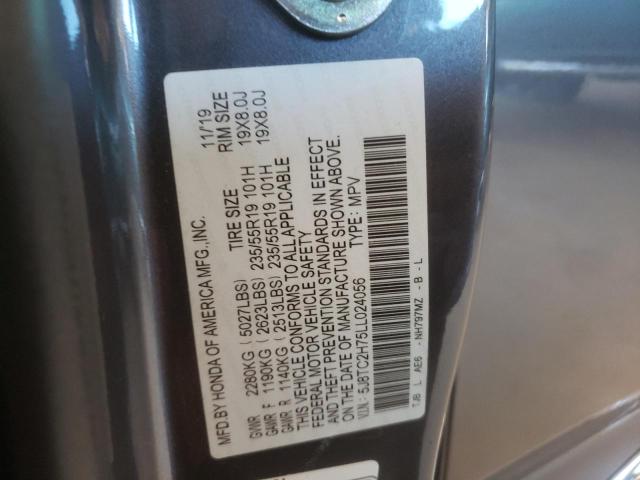 MFD.BY HONDA OF AMERICA MFG.,INC. 11/19
TIRE SIZE RIM SIZE
GVWR 2280KG (5027LBS)
GAWR F 1190KG (2623LBS) 235/55R19 101H 19X8.0J
GAWR R 1140KG (2513LBS) 235/55R19 101H 19X8.0J
THIS VEHICLE CONFORMS TO ALL APPLICABLE
FEDERAL MOTOR VEHICLE SAFETY
AND THEFT PREVENTION STANDARDS IN EFFECT
ON THE DATE OF MANUFACTURE SHOWN ABOVE.
V.I.N.: 5J8TC2H75LL024056 TYPE: MPV
TJB L AE6 - NH797MZ - B - L